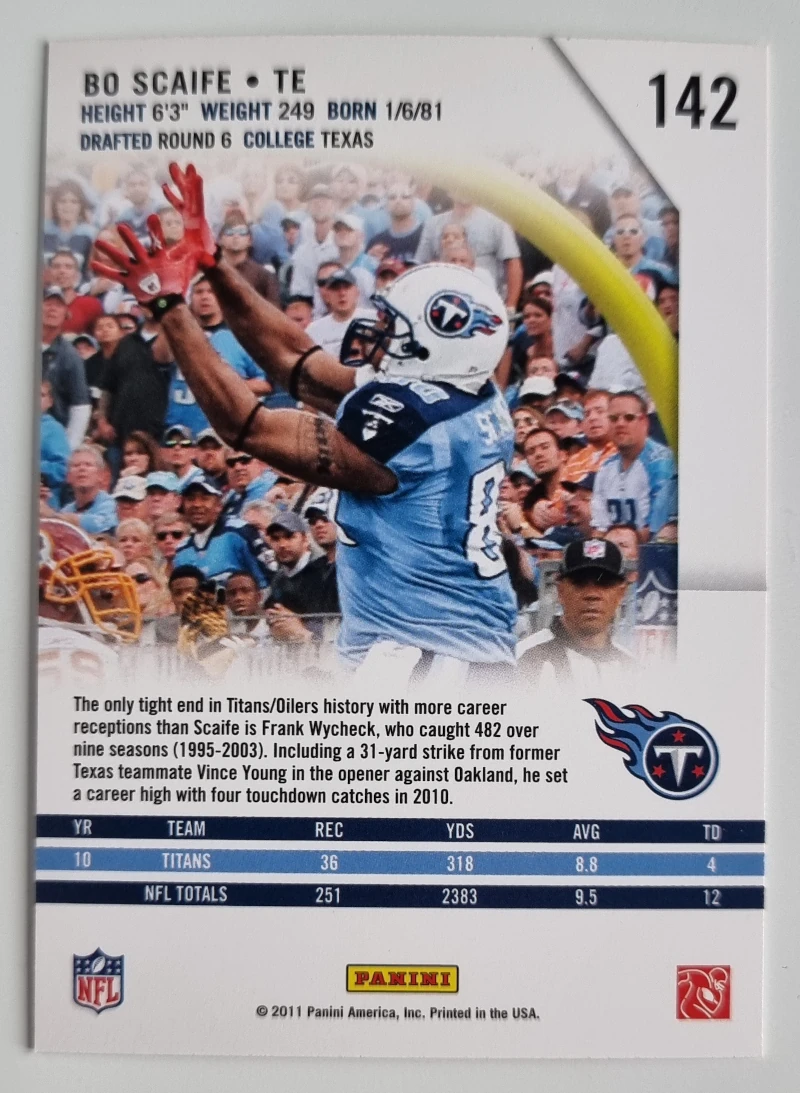 BO SCAIFE • TE
142
HEIGHT 6'3" WEIGHT 249 BORN 1/6/81
DRAFTED ROUND 6 COLLEGE TEXAS
T
8
31
The only tight end in Titans/Oilers history with more career
receptions than Scaife is Frank Wycheck, who caught 482 over
nine seasons (1995-2003). Including a 31-yard strike from former
Texas teammate Vince Young in the opener against Oakland, he set
a career high with four touchdown catches in 2010.
T
YR TEAM REC YDS AVG TD
10 TITANS 36 318 8.8 4
NFL TOTALS 251 2383 9.5 12
NFL
PANINI
© 2011 Panini America, Inc. Printed in the USA.